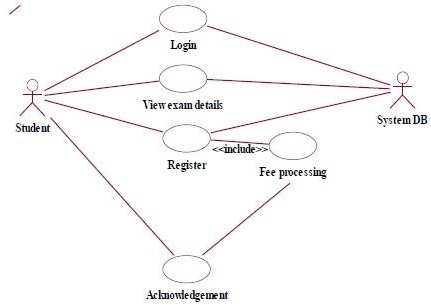 Login
View exam details
System DB
Student
<<include>>
Register
Fee processing
Acknowledgement